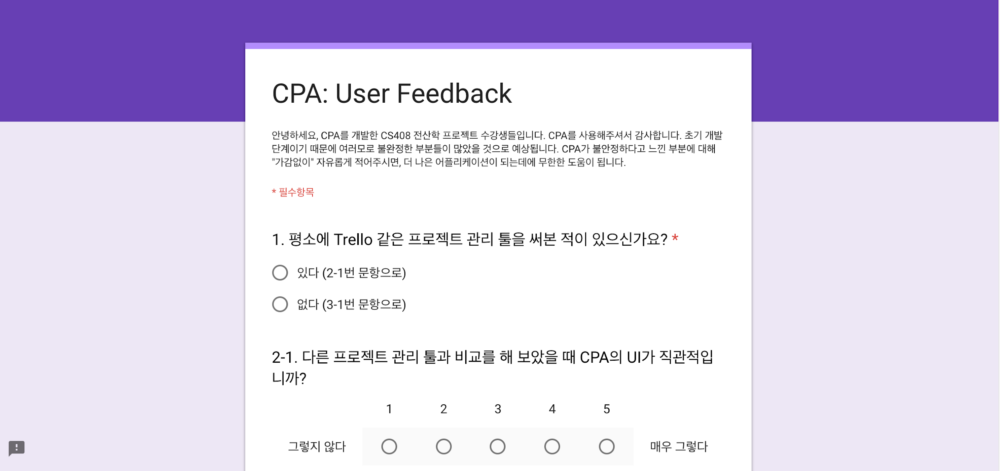 CPA: User Feedback
안녕하세요, CPA를 개발한 CS408 전산학 프로젝트 수강생들입니다. CPA를 사용해주셔서 감사합니다. 초기 개발
단계이기 때문에 여러모로 불완정한 부분들이 많았을 것으로 예상됩니다. CPA가 불안정하다고 느낀 부분에 대해
"가감없이" 자유롭게 적어주시면, 더 나은 어플리케이션이 되는데에 무한한 도움이 됩니다.
* 필수항목
1. 평소에 Trello 같은 프로젝트 관리 툴을 써본 적이 있으신가요? *
있다 (2-1번 문항으로)
없다 (3-1번 문항으로)
2-1. 다른 프로젝트 관리 툴과 비교를 해 보았을 때 CPA의 UI가 직관적입
니까?
1 2 3 4 5
그렇지 않다 매우 그렇다